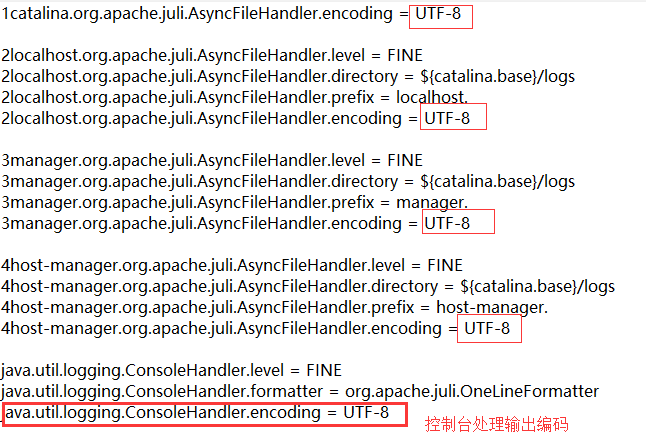 1catalina.org.apache.juli.AsyncFileHandler.encoding = UTF-8
2localhost.org.apache.juli.AsyncFileHandler.level = FINE
2localhost.org.apache.juli.AsyncFileHandler.directory = ${catalina.base}/logs
2localhost.org.apache.juli.AsyncFileHandler.prefix = localhost.
2localhost.org.apache.juli.AsyncFileHandler.encoding = UTF-8
3manager.org.apache.juli.AsyncFileHandler.level = FINE
3manager.org.apache.juli.AsyncFileHandler.directory = ${catalina.base}/logs
3manager.org.apache.juli.AsyncFileHandler.prefix = manager.
3manager.org.apache.juli.AsyncFileHandler.encoding = UTF-8
4host-manager.org.apache.juli.AsyncFileHandler.level = FINE
4host-manager.org.apache.juli.AsyncFileHandler.directory = ${catalina.base}/logs
4host-manager.org.apache.juli.AsyncFileHandler.prefix = host-manager.
4host-manager.org.apache.juli.AsyncFileHandler.encoding = UTF-8
java.util.logging.ConsoleHandler.level = FINE
java.util.logging.ConsoleHandler.formatter = org.apache.juli.OneLineFormatter
java.util.logging.ConsoleHandler.encoding = UTF-8
控制台处理输出编码